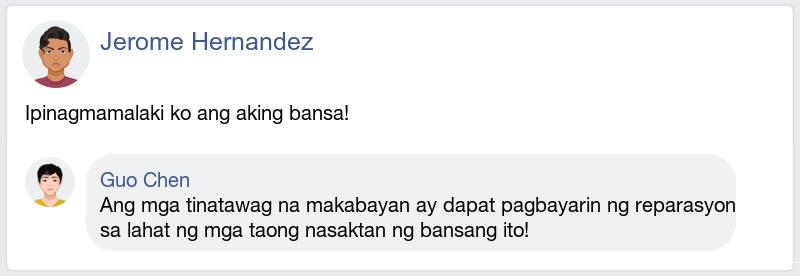 Jerome Hernandez
Ipinagmamalaki ko ang aking bansa!
Guo Chen
Ang mga tinatawag na makabayan ay dapat pagbayarin ng reparasyon
sa lahat ng mga taong nasaktan ng bansang ito!